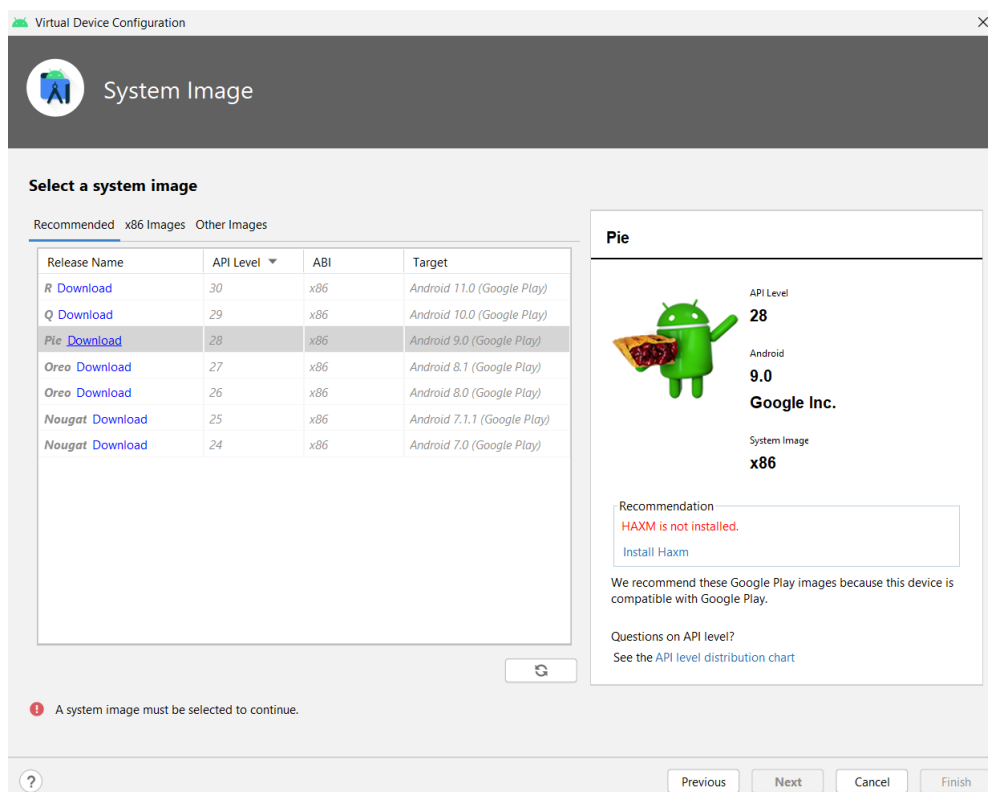 Virtual Device Configuration
System Image
Select a system image
Recommended x86 Images Other Images
Release Name API Level ABI Target
R Download 30 x86 Android 11.0 (Google Play)
Q Download 29 x86 Android 10.0 (Google Play)
Pie Download 28 x86 Android 9.0 (Google Play)
Oreo Download 27 x86 Android 8.1 (Google Play)
Oreo Download 26 x86 Android 8.0 (Google Play)
Nougat Download 25 x86 Android 7.1.1 (Google Play)
Nougat Download 24 x86 Android 7.0 (Google Play)
Pie
API Level
28
Android
9.0
Google Inc.
System Image
x86
Recommendation
HAXM is not installed.
Install Haxm
We recommend these Google Play images because this device is
compatible with Google Play.
Questions on API level?
See the API level distribution chart
A system image must be selected to continue.
? Previous Next Cancel Finish